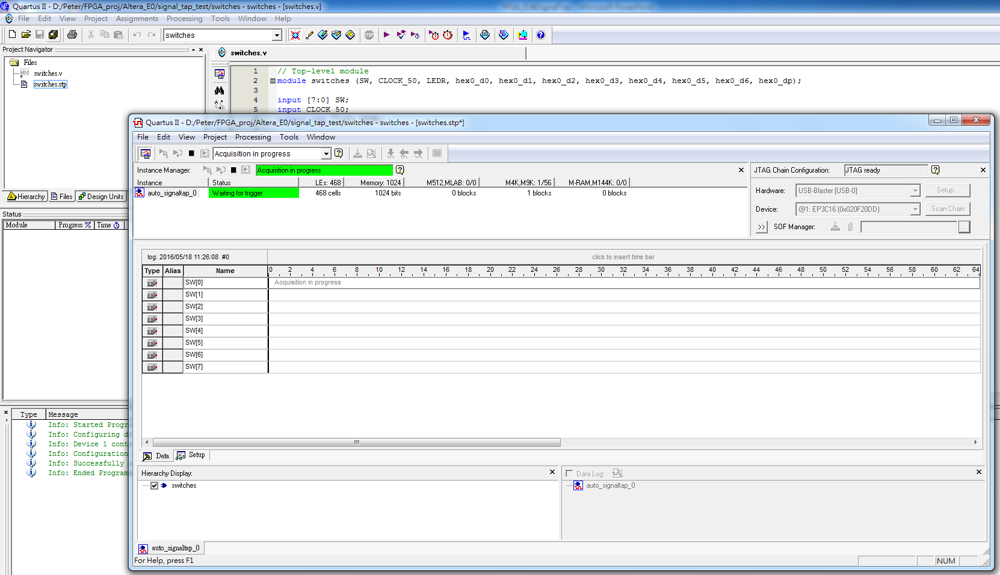 Quartus II - D:/Peter/FPGA_proj/Altera_E0/signal_tap_test/switches - switches - [switches.v]
File Edit View Project Assignments Processing Tools Window Help
switches
Project Navigator
Files
switches.v
switches.stp
Hierarchy Files Design Units
switches.v
1 // Top-level module
2 module switches (SW, CLOCK_50, LEDR, hex0_d0, hex0_d1, hex0_d2, hex0_d3, hex0_d4, hex0_d5, hex0_d6, hex0_dp);
3
4 input [7:0] SW;
5 input CLOCK_50;
Status
Module Progress % Time
Type Message
Info: Started Progr
Info: Configuring d
Info: Device 1 cont
Info: Configuration
Info: Successfully
Info: Ended Program
Quartus II - D:/Peter/FPGA_proj/Altera_E0/signal_tap_test/switches - switches - [switches.stp*]
File Edit View Project Processing Tools Window
Acquisition in progress
Instance Manager: Acquisition in progress
Instance Status LEs: 468 Memory: 1024 M512,MLAB: 0/0 M4K,M9K: 1/56 M-RAM,M144K: 0/0
auto_signaltap_0 Waiting for trigger 468 cells 1024 bits 0 blocks 1 blocks 0 blocks
JTAG Chain Configuration: JTAG ready
Hardware: USB-Blaster [USB-0] Setup...
Device: @1: EP3C16 (0x020F20DD) Scan Chain
>> SOF Manager: ...
log: 2016/05/18 11:26:08 #0 click to insert time bar
Type Alias Name 0 2 4 6 8 10 12 14 16 18 20 22 24 26 28 30 32 34 36 38 40 42 44 46 48 50 52 54 56 58 60 62 64
SW[0] Acquisition in progress
SW[1]
SW[2]
SW[3]
SW[4]
SW[5]
SW[6]
SW[7]
Data Setup
Hierarchy Display:
switches
Data Log:
auto_signaltap_0
auto_signaltap_0
For Help, press F1
NUM